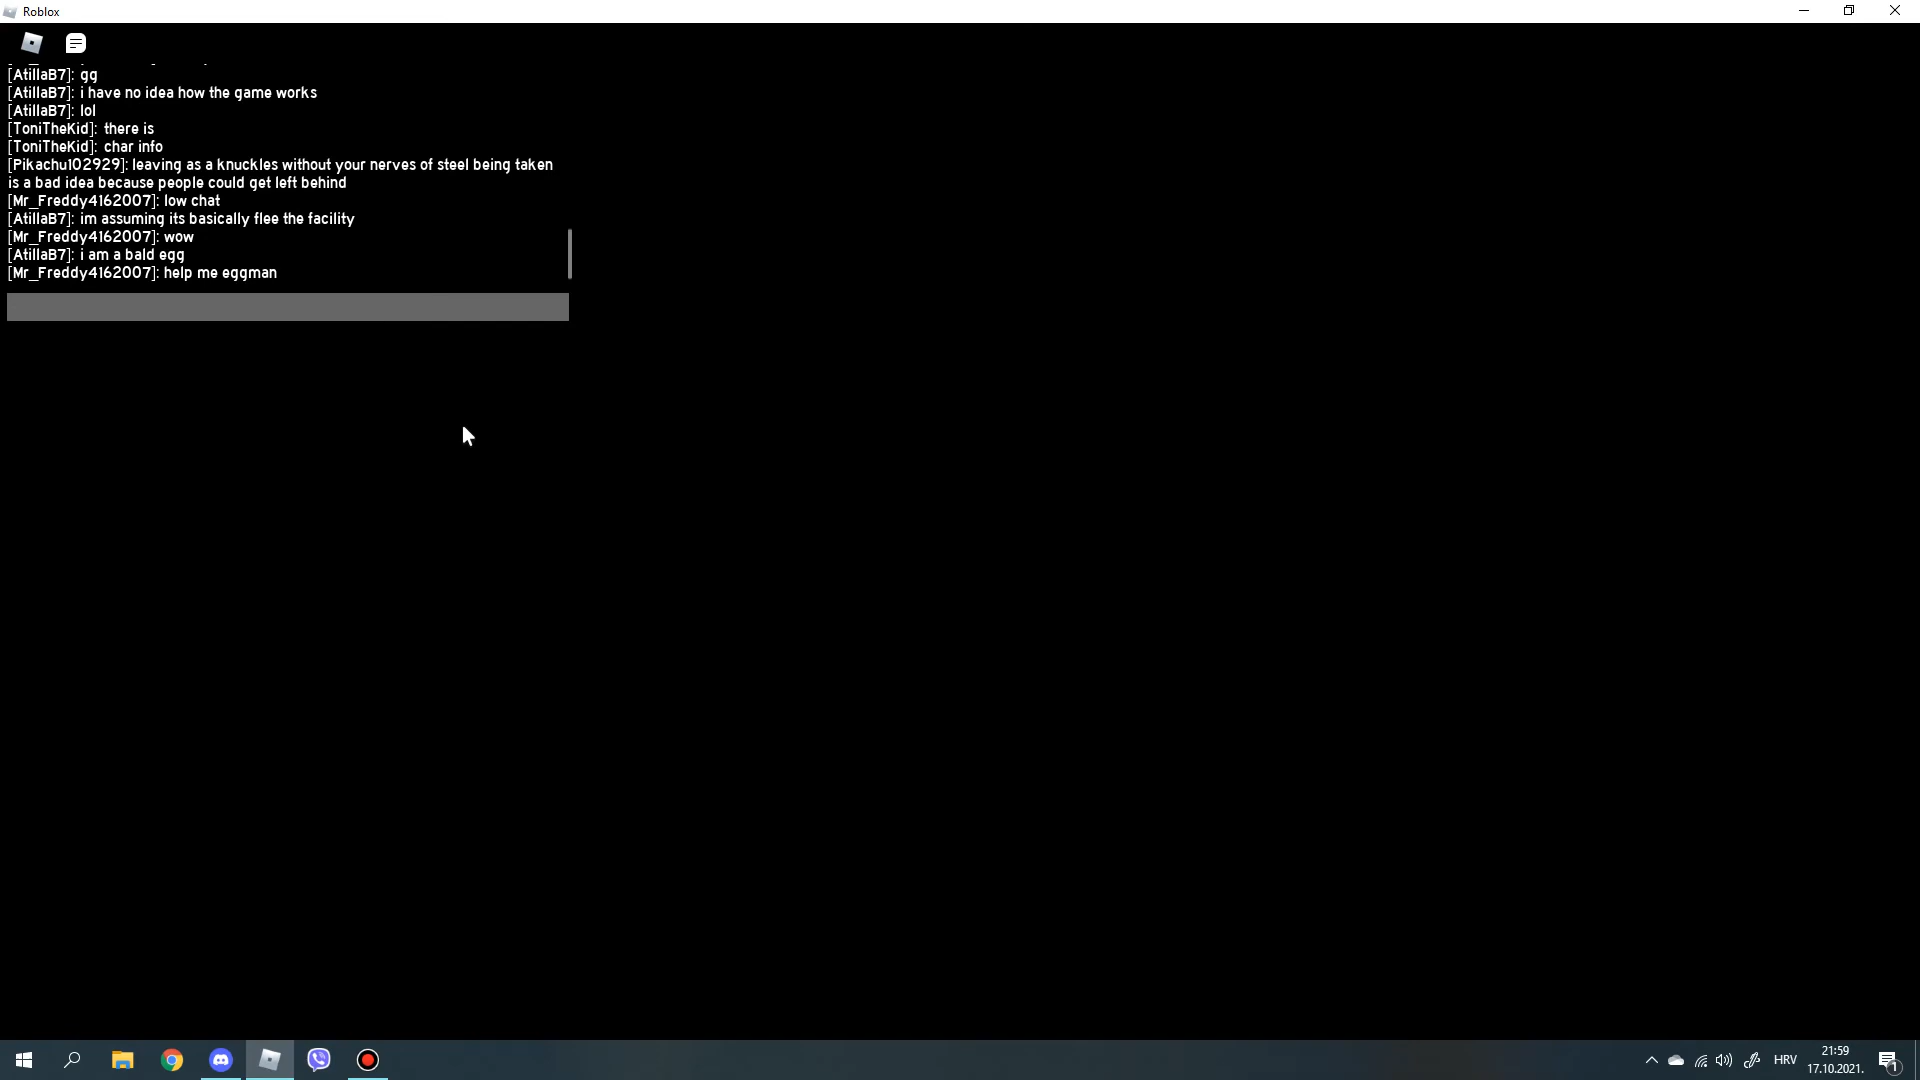 Roblox
[AtillaB7]: gg
[AtillaB7]: i have no idea how the game works
[AtillaB7]: lol
[ToniTheKid]: there is
[ToniTheKid]: char info
[Pikachu102929]: leaving as a knuckles without your nerves of steel being taken
is a bad idea because people could get left behind
[Mr_Freddy4162007]: low chat
[AtillaB7]: im assuming its basically flee the facility
[Mr_Freddy4162007]: wow
[AtillaB7]: i am a bald egg
[Mr_Freddy4162007]: help me eggman
HRV
21:59
17.10.2021.
1